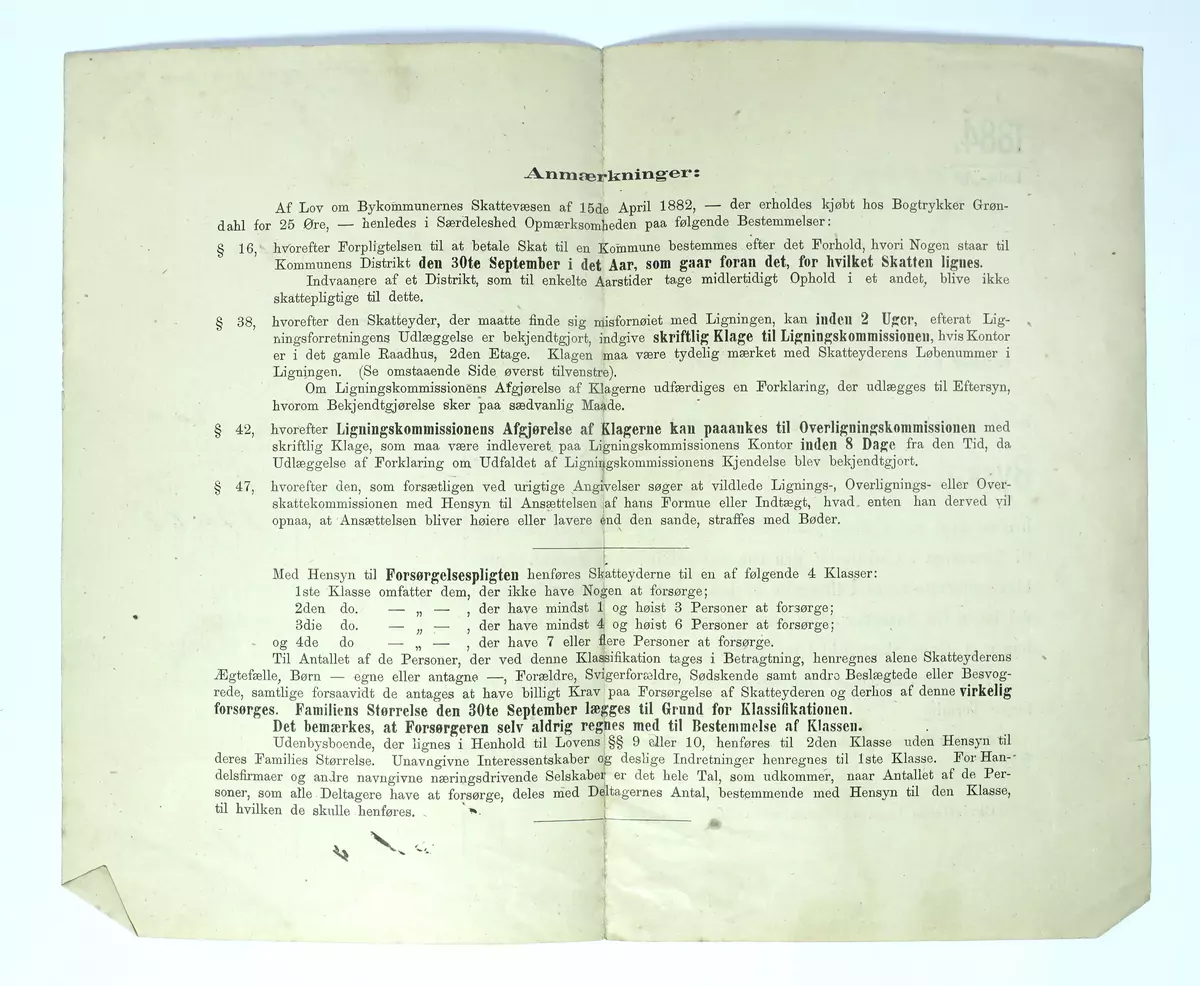 Anmærkninger:
Af Lov om Bykommunernes Skattevæsen af 15de April 1882, — der erholdes kjøbt hos Bogtrykker Grøn-
dahl for 25 Øre, — henledes i Særdeleshed Opmærksomheden paa følgende Bestemmelser:
§ 16, hvorefter Forpligtelsen til at betale Skat til en Kommune bestemmes efter det Forhold, hvori Nogen staar til
Kommunens Distrikt den 30te September i det Aar, som gaar foran det, for hvilket Skatten lignes.
Indvaanere af et Distrikt, som til enkelte Aarstider tage midlertidigt Ophold i et andet, blive ikke
skattepligtige til dette.
§ 38, hvorefter den Skatteyder, der maatte finde sig misfornøiet med Ligningen, kan inden 2 Uger, efterat Lig-
ningsforretningens Udlæggelse er bekjendtgjort, indgive skriftlig Klage til Ligningskommissionen, hvis Kontor
er i det gamle Raadhus, 2den Etage. Klagen maa være tydelig mærket med Skatteyderens Løbenummer i
Ligningen. (Se omstaaende Side øverst tilvenstre).
Om Ligningskommissionens Afgjørelse af Klagerne udfærdiges en Forklaring, der udlægges til Eftersyn,
hvorom Bekjendtgjørelse sker paa sædvanlig Maade.
§ 42, hvorefter Ligningskommissionens Afgjørelse af Klagerne kan paaankes til Overligningskommissionen med
skriftlig Klage, som maa være indleveret paa Ligningskommissionens Kontor inden 8 Dage fra den Tid, da
Udlæggelse af Forklaring om Udfaldet af Ligningskommissionens Kjendelse blev bekjendtgjort.
§ 47, hvorefter den, som forsætligen ved urigtige Angivelser søger at vildlede Lignings-, Overlignings- eller Over-
skattekommissionen med Hensyn til Ansættelsen af hans Formue eller Indtægt, hvad enten han derved vil
opnaa, at Ansættelsen bliver høiere eller lavere end den sande, straffes med Bøder.
Med Hensyn til Forsørgelsespligten henføres Skatteyderne til en af følgende 4 Klasser:
1ste Klasse omfatter dem, der ikke have Nogen at forsørge;
2den do. — „ — , der have mindst 1 og høist 3 Personer at forsørge;
3die do. — „ — , der have mindst 4 og høist 6 Personer at forsørge;
og 4de do — „ — , der have 7 eller flere Personer at forsørge.
Til Antallet af de Personer, der ved denne Klassifikation tages i Betragtning, henregnes alene Skatteyderens
Ægtefælle, Børn — egne eller antagne —, Forældre, Svigerforældre, Sødskende samt andre Beslægtede eller Besvog-
rede, samtlige forsaavidt de antages at have billigt Krav paa Forsørgelse af Skatteyderen og derhos af denne virkelig
forsørges. Familiens Størrelse den 30te September lægges til Grund for Klassifikationen.
Det bemærkes, at Forsørgeren selv aldrig regnes med til Bestemmelse af Klassen.
Udenbysboende, der lignes i Henhold til Lovens §§ 9 eller 10, henføres til 2den Klasse uden Hensyn til
deres Families Størrelse. Unavngivne Interessentskaber og deslige Indretninger henregnes til 1ste Klasse. For Han-
delsfirmaer og andre navngivne næringsdrivende Selskaber er det hele Tal, som udkommer, naar Antallet af de Per-
soner, som alle Deltagere have at forsørge, deles med Deltagernes Antal, bestemmende med Hensyn til den Klasse,
til hvilken de skulle henføres.